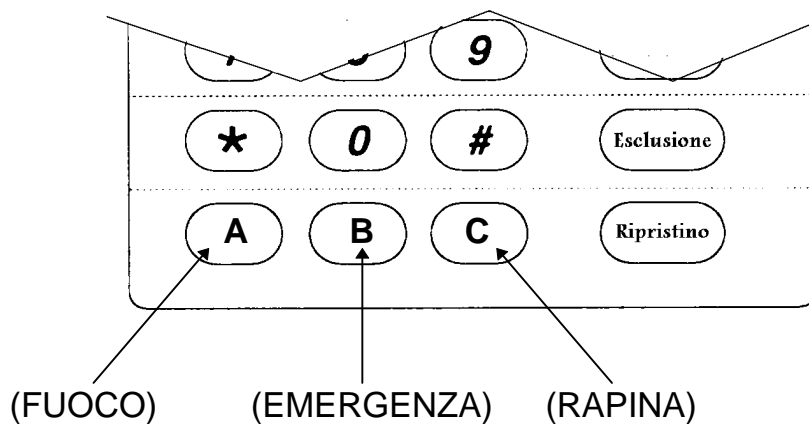 9
* 0 # Esclusione
A B C Ripristino
(FUOCO) (EMERGENZA) (RAPINA)